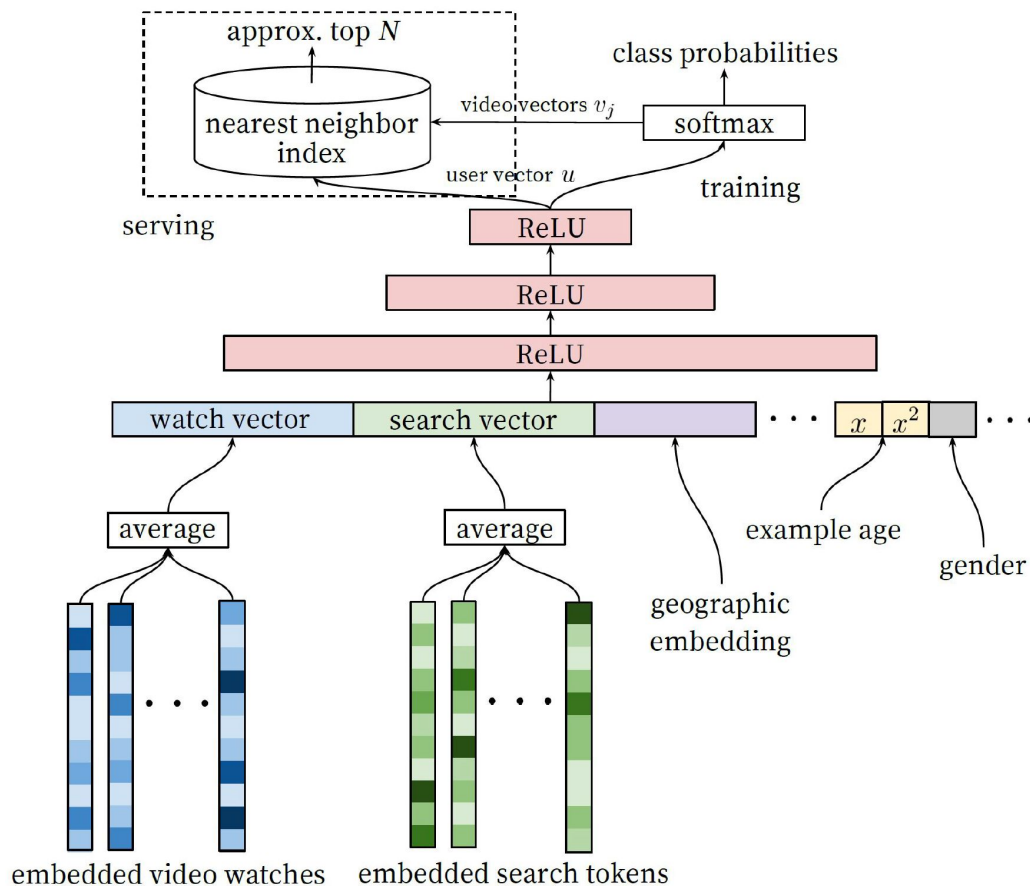 approx. top N
class probabilities
video vectors v_j
nearest neighbor
index
softmax
user vector u
training
serving
ReLU
ReLU
ReLU
watch vector
search vector
. . .
x
x²
. . .
average
average
example age
gender
geographic
embedding
. . .
. . .
embedded video watches
embedded search tokens